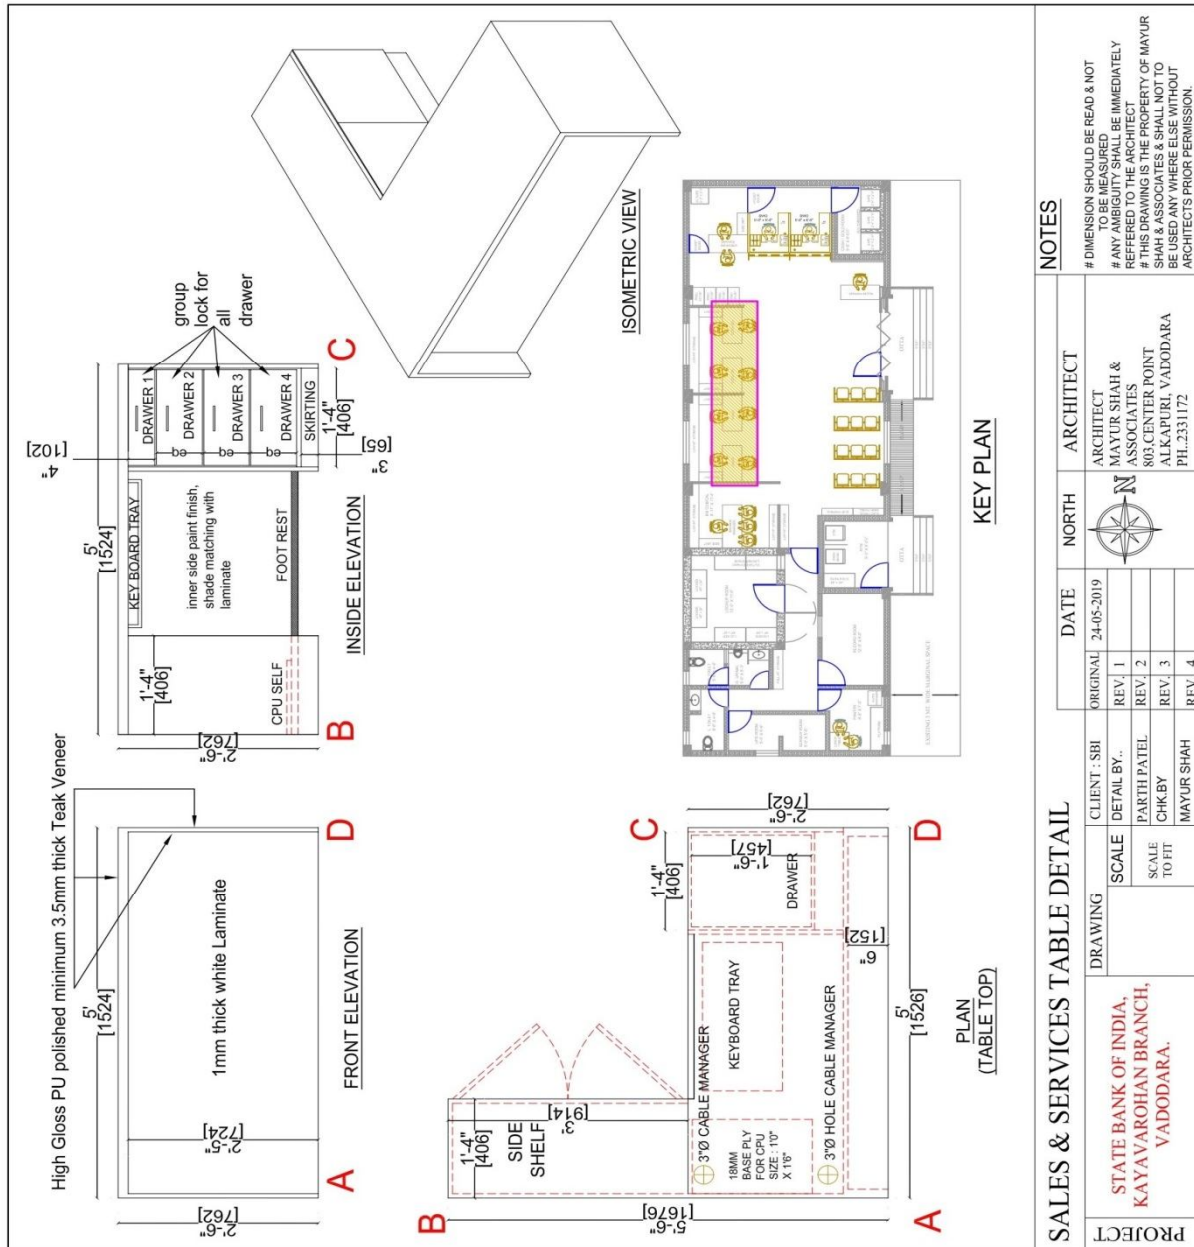 High Gloss PU polished minimum 3.5mm thick Teak Veneer
5'
[1524]
2'-6"
[762]
2'-5"
[724]
1mm thick white Laminate
A
D
FRONT ELEVATION
5'
[1524]
4"
[102]
2'-6"
[762]
1'-4"
[406]
KEY BOARD TRAY
inner side paint finish,
shade matching with
laminate
CPU SELF
FOOT REST
DRAWER 1
DRAWER 2
DRAWER 3
DRAWER 4
eq
eq
eq
SKIRTING
1'-4"
[406]
3"
[65]
group
lock for
all
drawer
B
C
INSIDE ELEVATION
ISOMETRIC VIEW
B
1'-4"
[406]
SIDE
SHELF
3'
[914]
5'-6"
[1676]
3"Ø CABLE MANAGER
18MM
BASE PLY
FOR CPU
SIZE : 1'0"
X 1'6"
3"Ø HOLE CABLE MANAGER
KEYBOARD TRAY
C
1'-4"
[406]
1'-6"
[457]
DRAWER
2'-6"
[762]
6"
[152]
A
D
5'
[1526]
PLAN
(TABLE TOP)
KEY PLAN
SALES & SERVICES TABLE DETAIL
PROJECT
STATE BANK OF INDIA,
KAYAVAROHAN BRANCH,
VADODARA.
DRAWING
SCALE
SCALE
TO FIT
CLIENT : SBI
DETAIL BY..
PARTH PATEL
CHK.BY
MAYUR SHAH
DATE
ORIGINAL 24-05-2019
REV. 1
REV. 2
REV. 3
REV. 4
NORTH
N
ARCHITECT
ARCHITECT
MAYUR SHAH &
ASSOCIATES
803,CENTER POINT
ALKAPURI, VADODARA
PH..2331172
NOTES
# DIMENSION SHOULD BE READ & NOT
TO BE MEASURED
# ANY AMBIGUITY SHALL BE IMMEDIATELY
REFFERED TO THE ARCHITECT
# THIS DRAWING IS THE PROPERTY OF MAYUR
SHAH & ASSOCIATES & SHALL NOT TO
BE USED ANY WHERE ELSE WITHOUT
ARCHITECTS PRIOR PERMISSION.